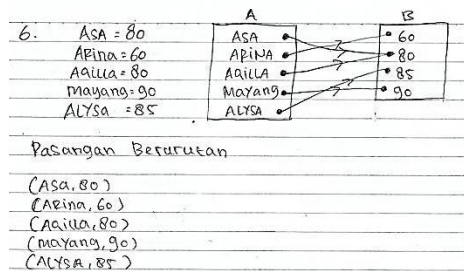 6. ASA = 80
ARina = 60
AqiLLa = 80
mayang = 90
ALYSa = 85
A
ASA
ARiNA
AQiLLA
MaYanG
ALYSA
B
60
80
85
90
Pasangan Berurutan
(ASa, 80)
(ARina, 60)
(Aqilla, 80)
(mayang, 90)
(ALYSA, 85)